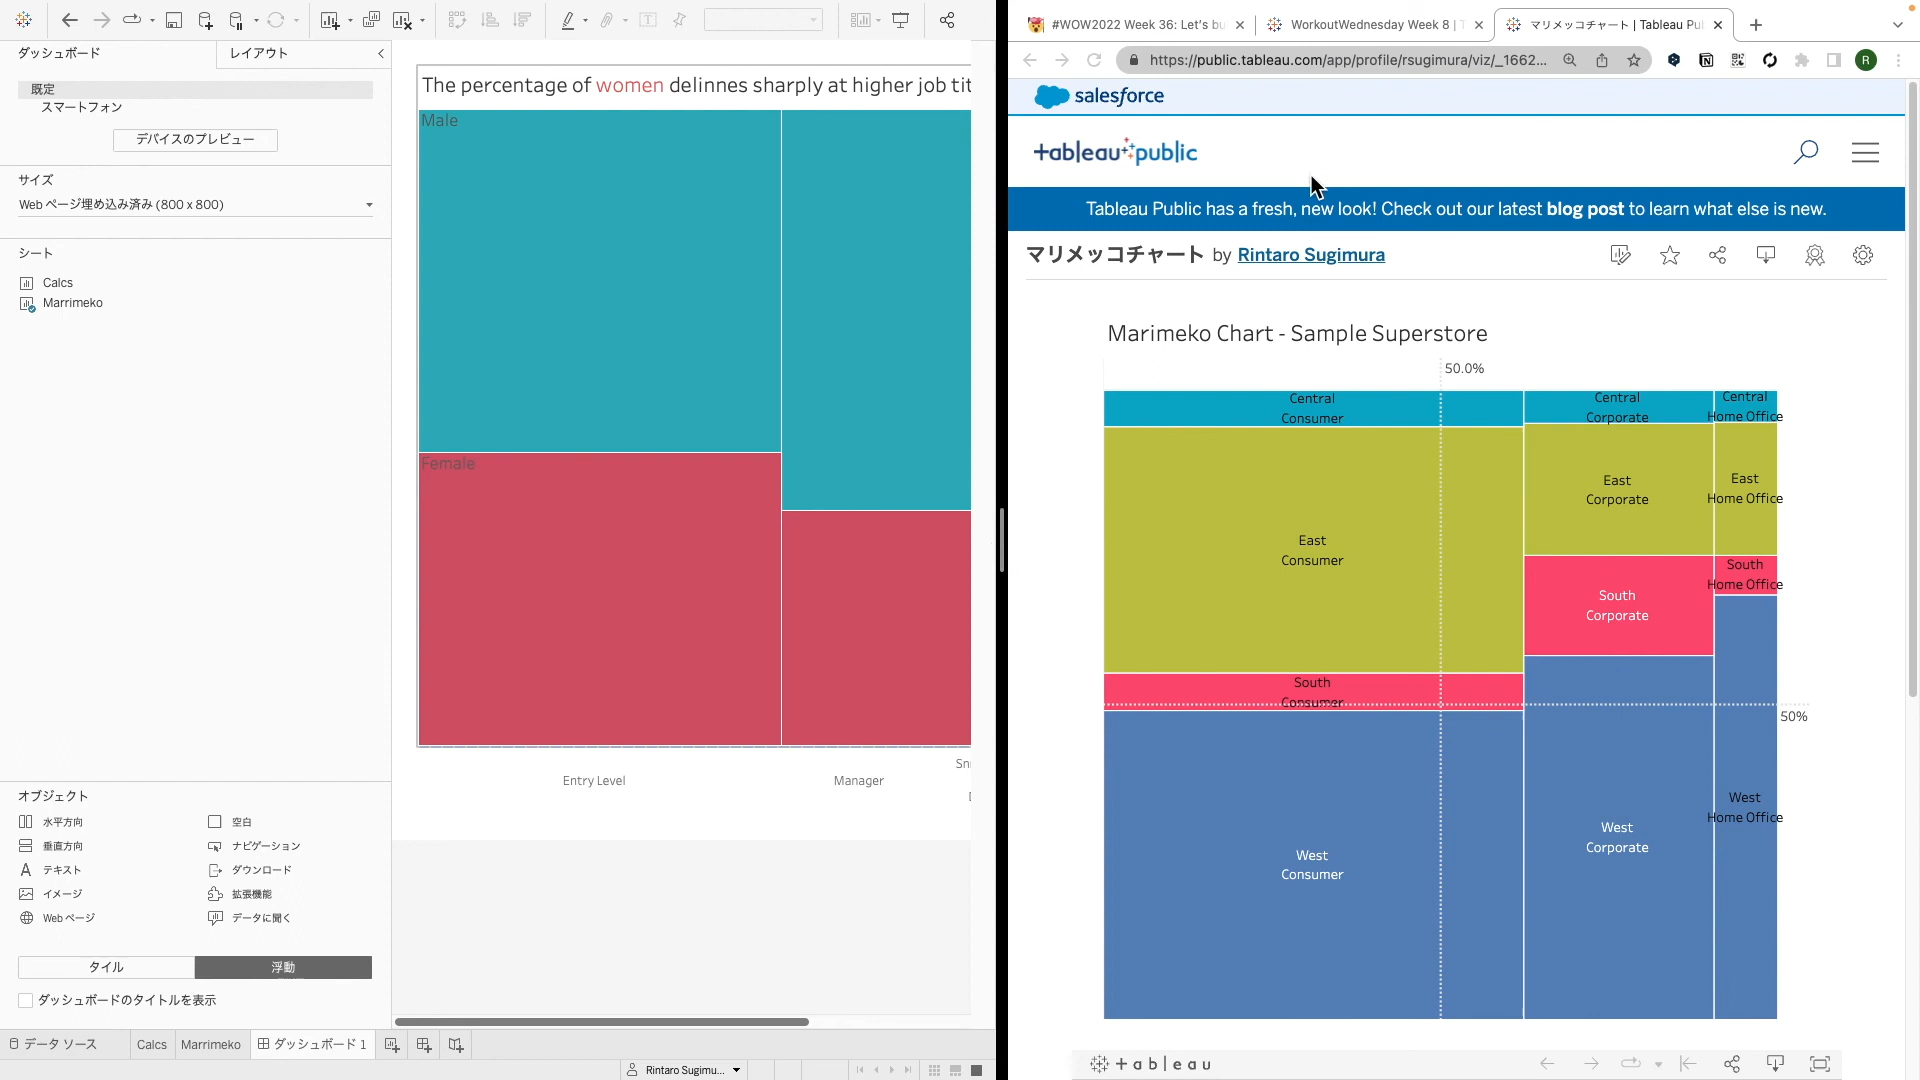 ダッシュボード
レイアウト
既定
スマートフォン
デバイスのプレビュー
サイズ
Web ページ埋め込み済み (800 x 800)
シート
Calcs
Marrimeko
オブジェクト
水平方向
空白
垂直方向
ナビゲーション
テキスト
ダウンロード
イメージ
拡張機能
Web ページ
データに聞く
タイル
浮動
ダッシュボードのタイトルを表示
データ ソース
Calcs
Marrimeko
ダッシュボード 1
Rintaro Sugimu...
The percentage of women delinnes sharply at higher job tit
Male
Female
Entry Level
Manager
Sn
#WOW2022 Week 36: Let's bu
WorkoutWednesday Week 8 | T
マリメッコチャート | Tableau Pu
https://public.tableau.com/app/profile/rsugimura/viz/_1662...
R
salesforce
tableau public
Tableau Public has a fresh, new look! Check out our latest blog post to learn what else is new.
マリメッコチャート by Rintaro Sugimura
Marimeko Chart - Sample Superstore
50.0%
Central
Consumer
Central
Corporate
Central
Home Office
East
Consumer
East
Corporate
East
Home Office
South
Consumer
South
Corporate
South
Home Office
50%
West
Consumer
West
Corporate
West
Home Office
tableau